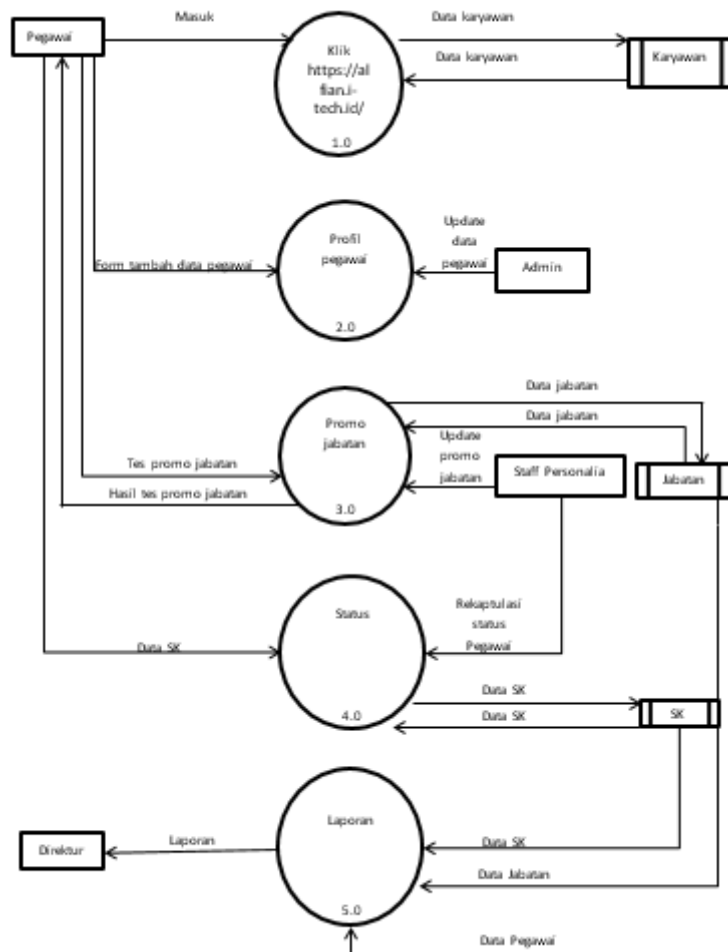 Masuk
Data karyawan
Pegawai
Klik
https://al
fian.i-
tech.id/
1.0
Data karyawan
Karyawan
Profil
pegawai
2.0
Update
data
pegawai
Admin
Form tambah data pegawai
Data jabatan
Data jabatan
Promo
jabatan
3.0
Update
promo
jabatan
Staff Personalia
Jabatan
Tes promo jabatan
Hasil tes promo jabatan
Status
4.0
Rekaptulasi
status
Pegawai
Data SK
Data SK
Data SK
SK
Laporan
5.0
Direktur
Laporan
Data SK
Data Jabatan
Data Pegawai